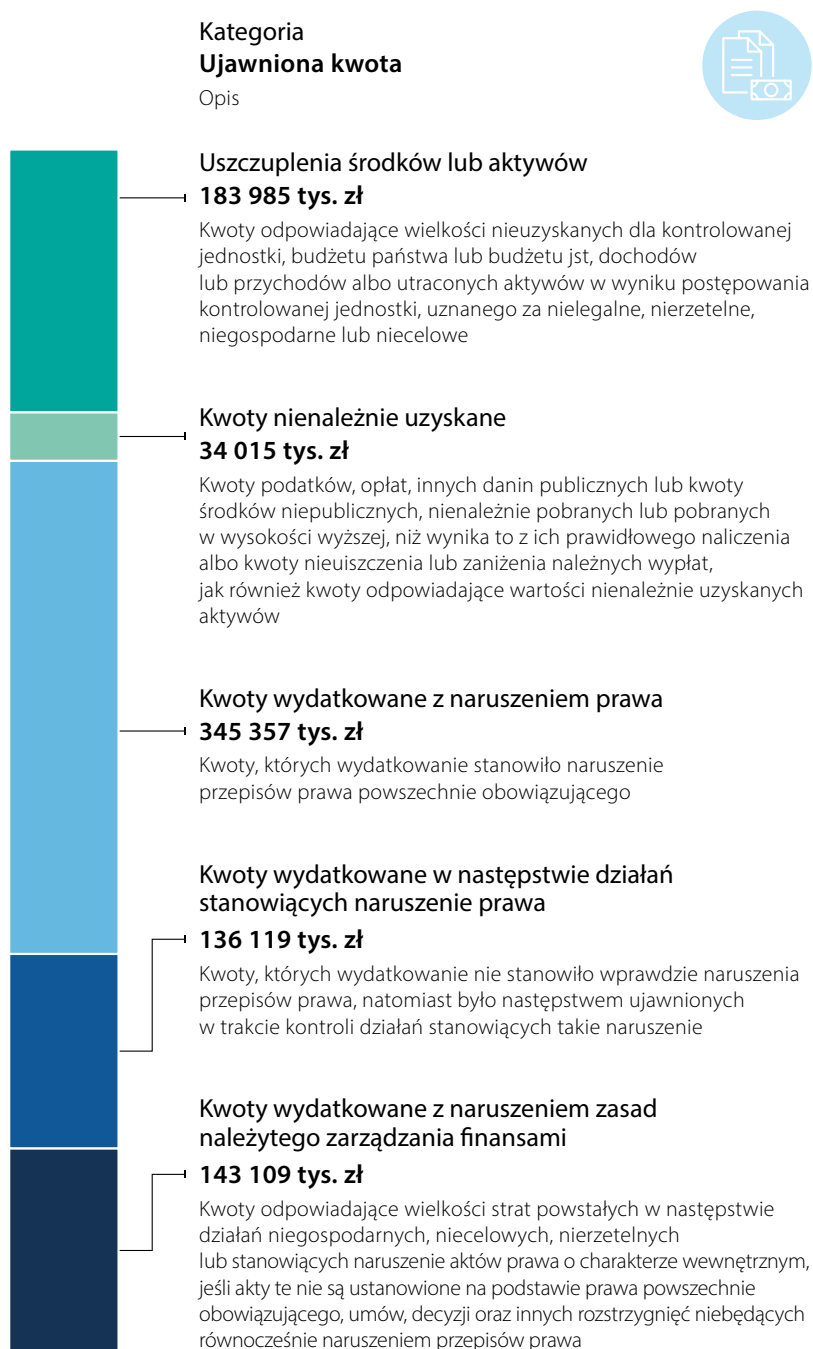 Kategoria
Ujawniona kwota
Opis
Uszczuplenia środków lub aktywów
183 985 tys. zł
Kwoty odpowiadające wielkości nieuzyskanych dla kontrolowanej
jednostki, budżetu państwa lub budżetu jst, dochodów
lub przychodów albo utraconych aktywów w wyniku postępowania
kontrolowanej jednostki, uznanego za nielegalne, nierzetelne,
niegospodarne lub niecelowe
Kwoty nienależnie uzyskane
34 015 tys. zł
Kwoty podatków, opłat, innych danin publicznych lub kwoty
środków niepublicznych, nienależnie pobranych lub pobranych
w wysokości wyższej, niż wynika to z ich prawidłowego naliczenia
albo kwoty nieuiszczenia lub zaniżenia należnych wypłat,
jak również kwoty odpowiadające wartości nienależnie uzyskanych
aktywów
Kwoty wydatkowane z naruszeniem prawa
345 357 tys. zł
Kwoty, których wydatkowanie stanowiło naruszenie
przepisów prawa powszechnie obowiązującego
Kwoty wydatkowane w następstwie działań
stanowiących naruszenie prawa
136 119 tys. zł
Kwoty, których wydatkowanie nie stanowiło wprawdzie naruszenia
przepisów prawa, natomiast było następstwem ujawnionych
w trakcie kontroli działań stanowiących takie naruszenie
Kwoty wydatkowane z naruszeniem zasad
należytego zarządzania finansami
143 109 tys. zł
Kwoty odpowiadające wielkości strat powstałych w następstwie
działań niegospodarnych, niecelowych, nierzetelnych
lub stanowiących naruszenie aktów prawa o charakterze wewnętrznym,
jeśli akty te nie są ustanowione na podstawie prawa powszechnie
obowiązującego, umów, decyzji oraz innych rozstrzygnięć niebędących
równocześnie naruszeniem przepisów prawa